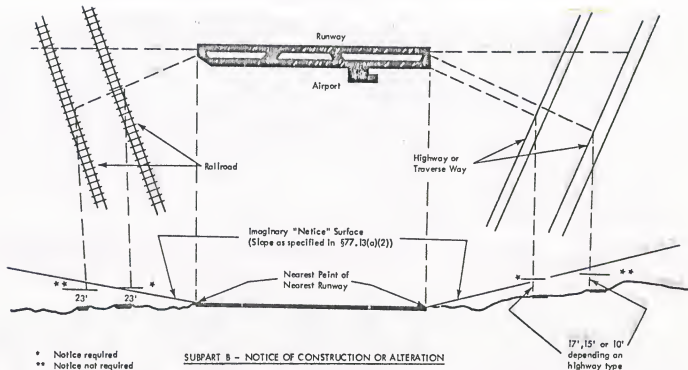 Runway
Airport
Railroad
Highway or
Traverse Way
Imaginary "Notice" Surface
(Slope as specified in §77.13(a)(2))
Nearest Point of
Nearest Runway
**
23'
23'
*
*
**
17', 15' or 10'
depending on
highway type
* Notice required
** Notice not required
SUBPART B – NOTICE OF CONSTRUCTION OR ALTERATION